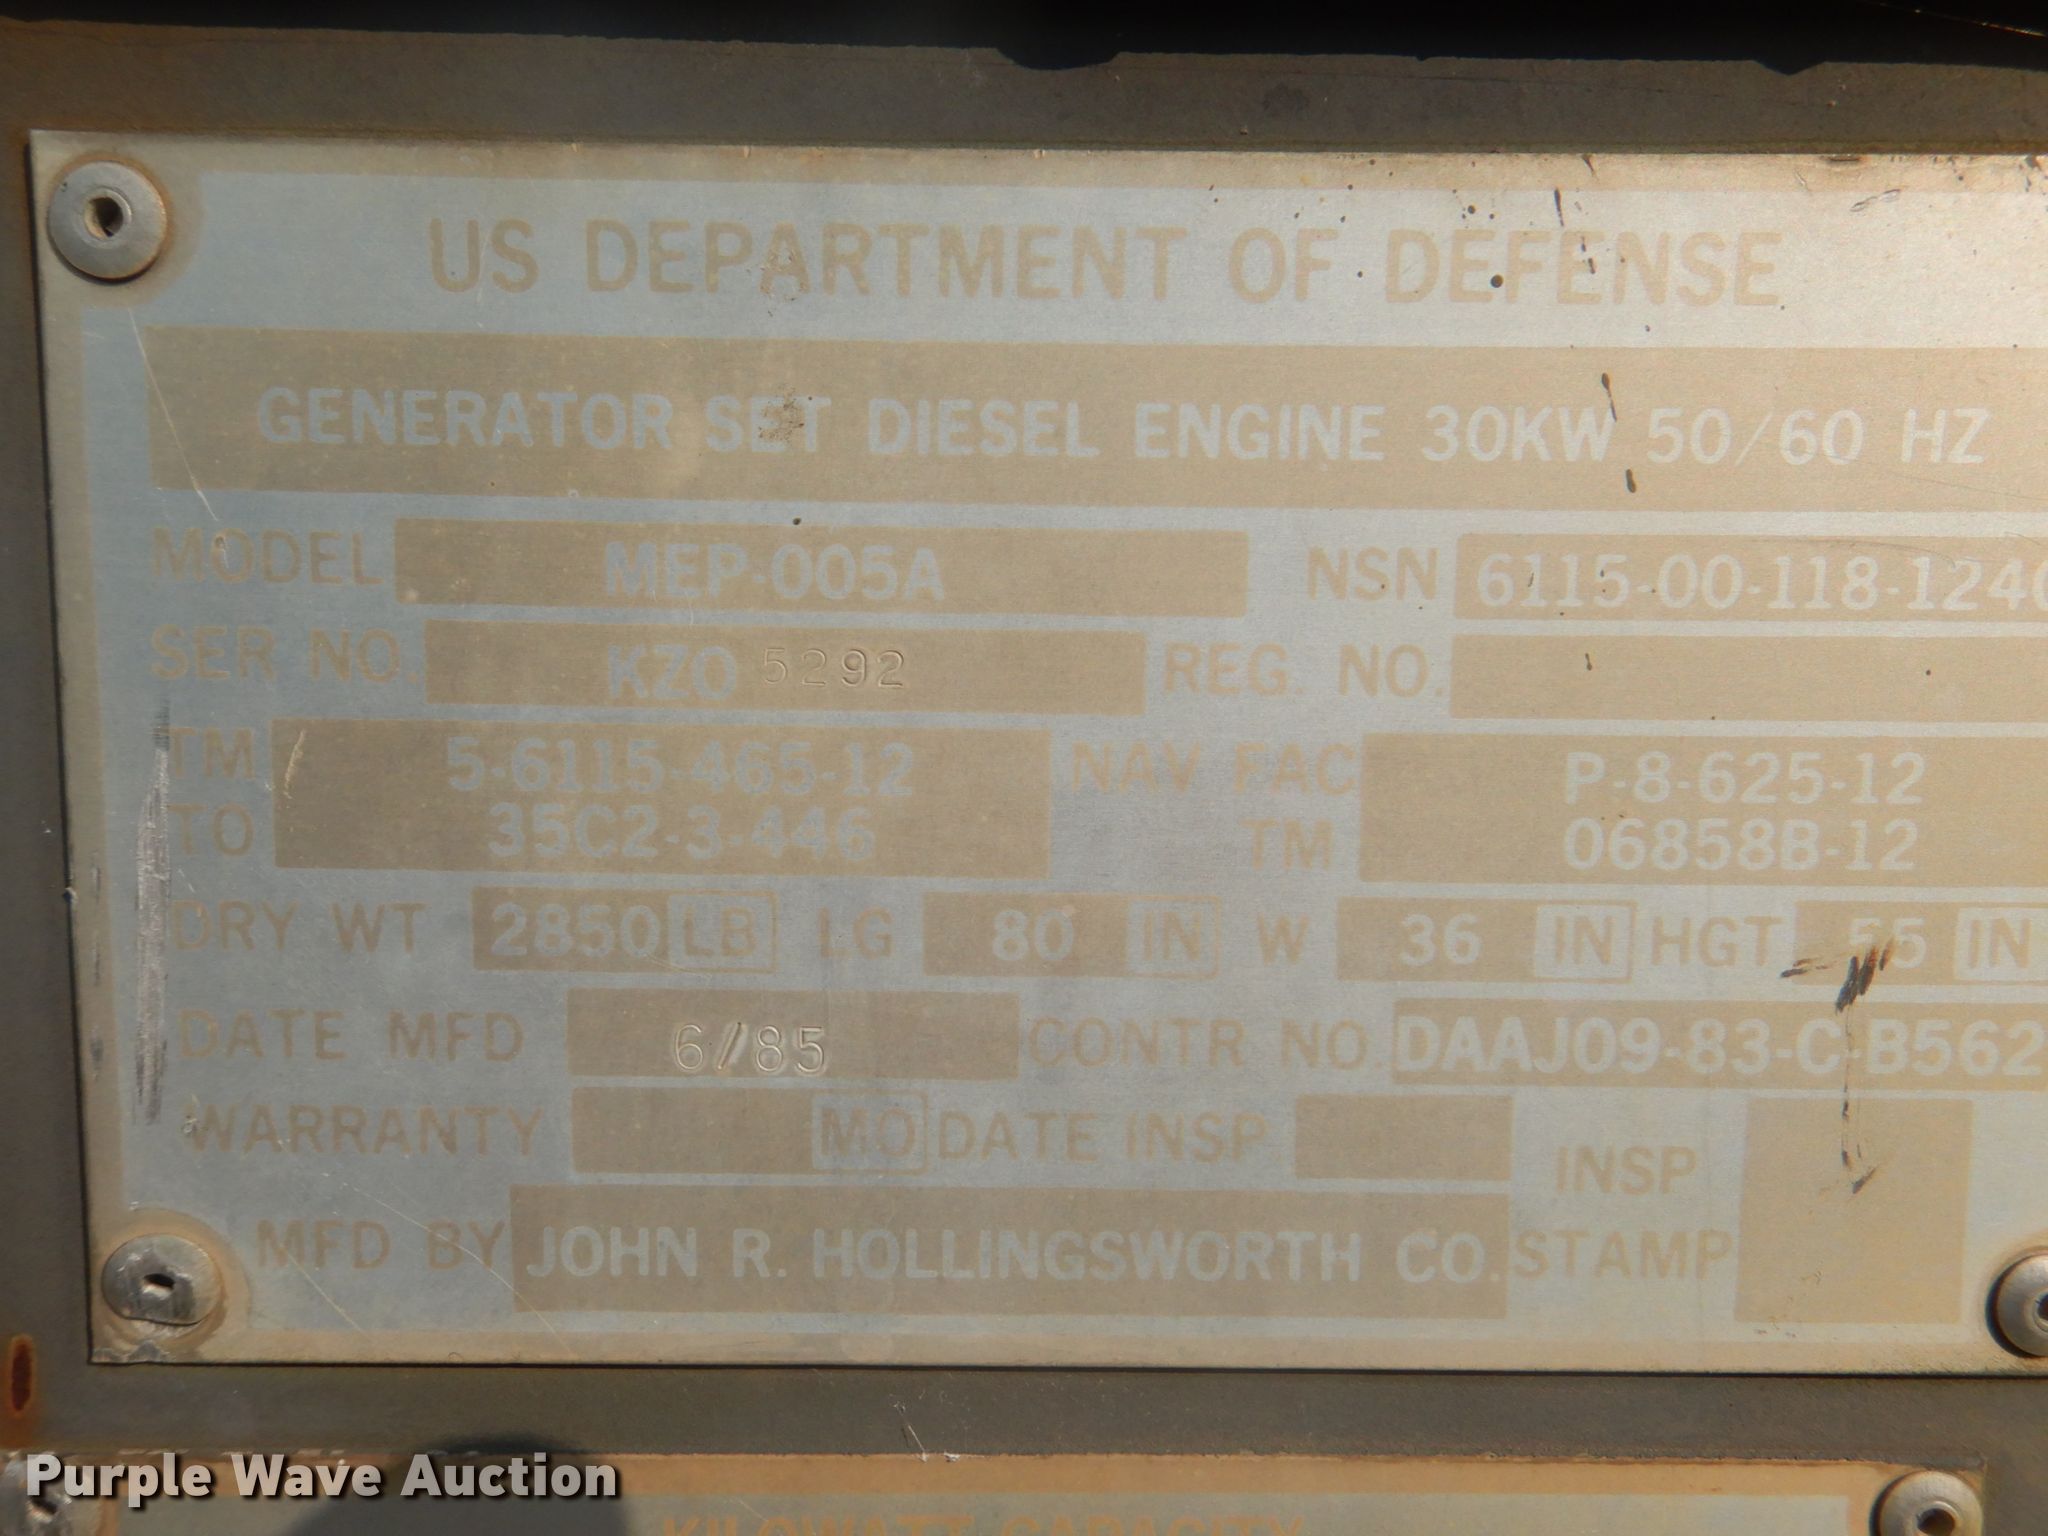 US DEPARTMENT OF DEFENSE
GENERATOR SET DIESEL ENGINE 30KW 50/60 HZ
MODEL MEP-005A NSN 6115-00-118-1240
SER NO. KZO 5292 REG. NO.
TM 5-6115-465-12 NAV FAC P-8-625-12
TO 35C2-3-446 TM 06858B-12
DRY WT 2850 LB LG 80 IN W 36 IN HGT 55 IN
DATE MFD 6/85 CONTR NO. DAAJ09-83-C-B562
WARRANTY MO DATE INSP INSP
MFD BY JOHN R. HOLLINGSWORTH CO. STAMP
KILOWATT CAPACITY
Purple Wave Auction